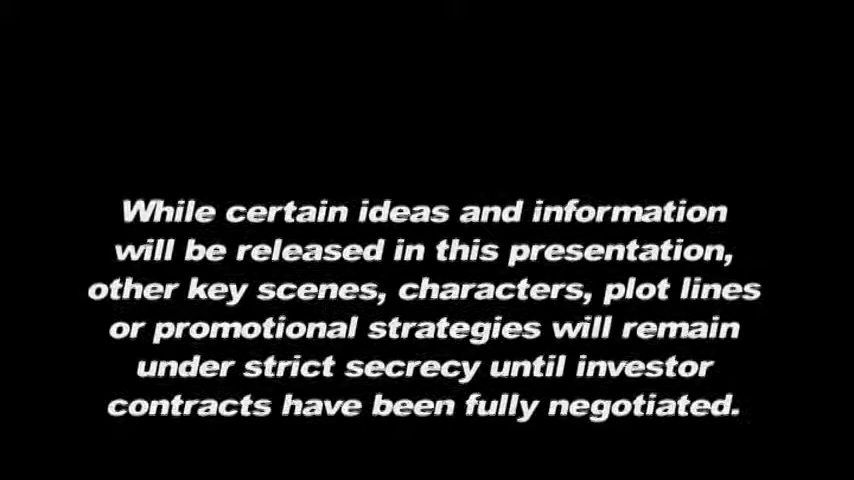 While certain ideas and information
will be released in this presentation,
other key scenes, characters, plot lines
or promotional strategies will remain
under strict secrecy until investor
contracts have been fully negotiated.